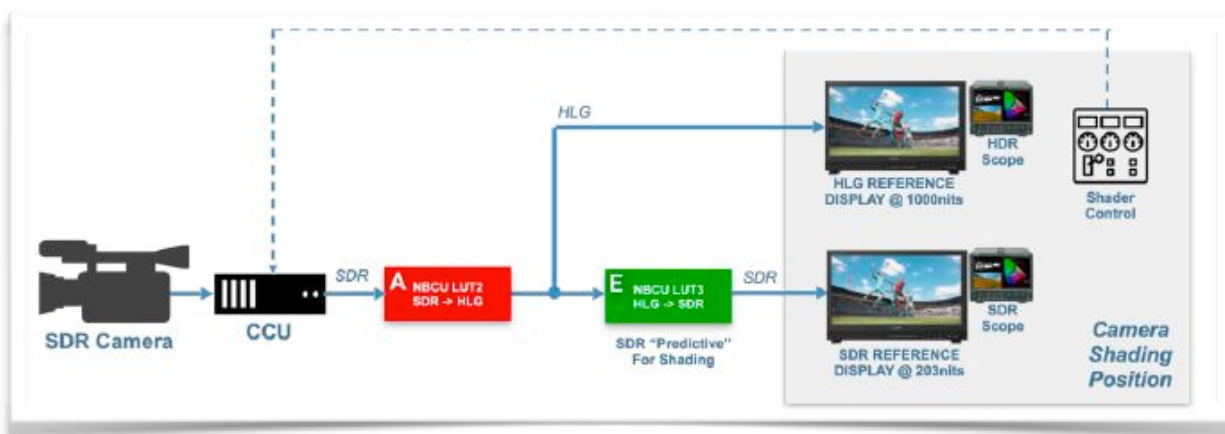 HLG
HDR
Scope
HLG REFERENCE
DISPLAY @ 1000nits
Shader
Control
SDR Camera
CCU
SDR
A NBCU LUT2
SDR -> HLG
E NBCU LUT3
HLG -> SDR
SDR "Predictive"
For Shading
SDR
SDR
Scope
SDR REFERENCE
DISPLAY @ 203nits
Camera
Shading
Position